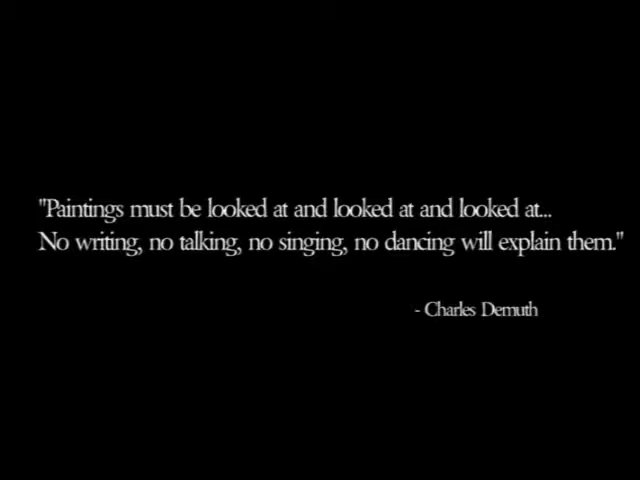 "Paintings must be looked at and looked at and looked at...
No writing, no talking, no singing, no dancing will explain them."
- Charles Demuth